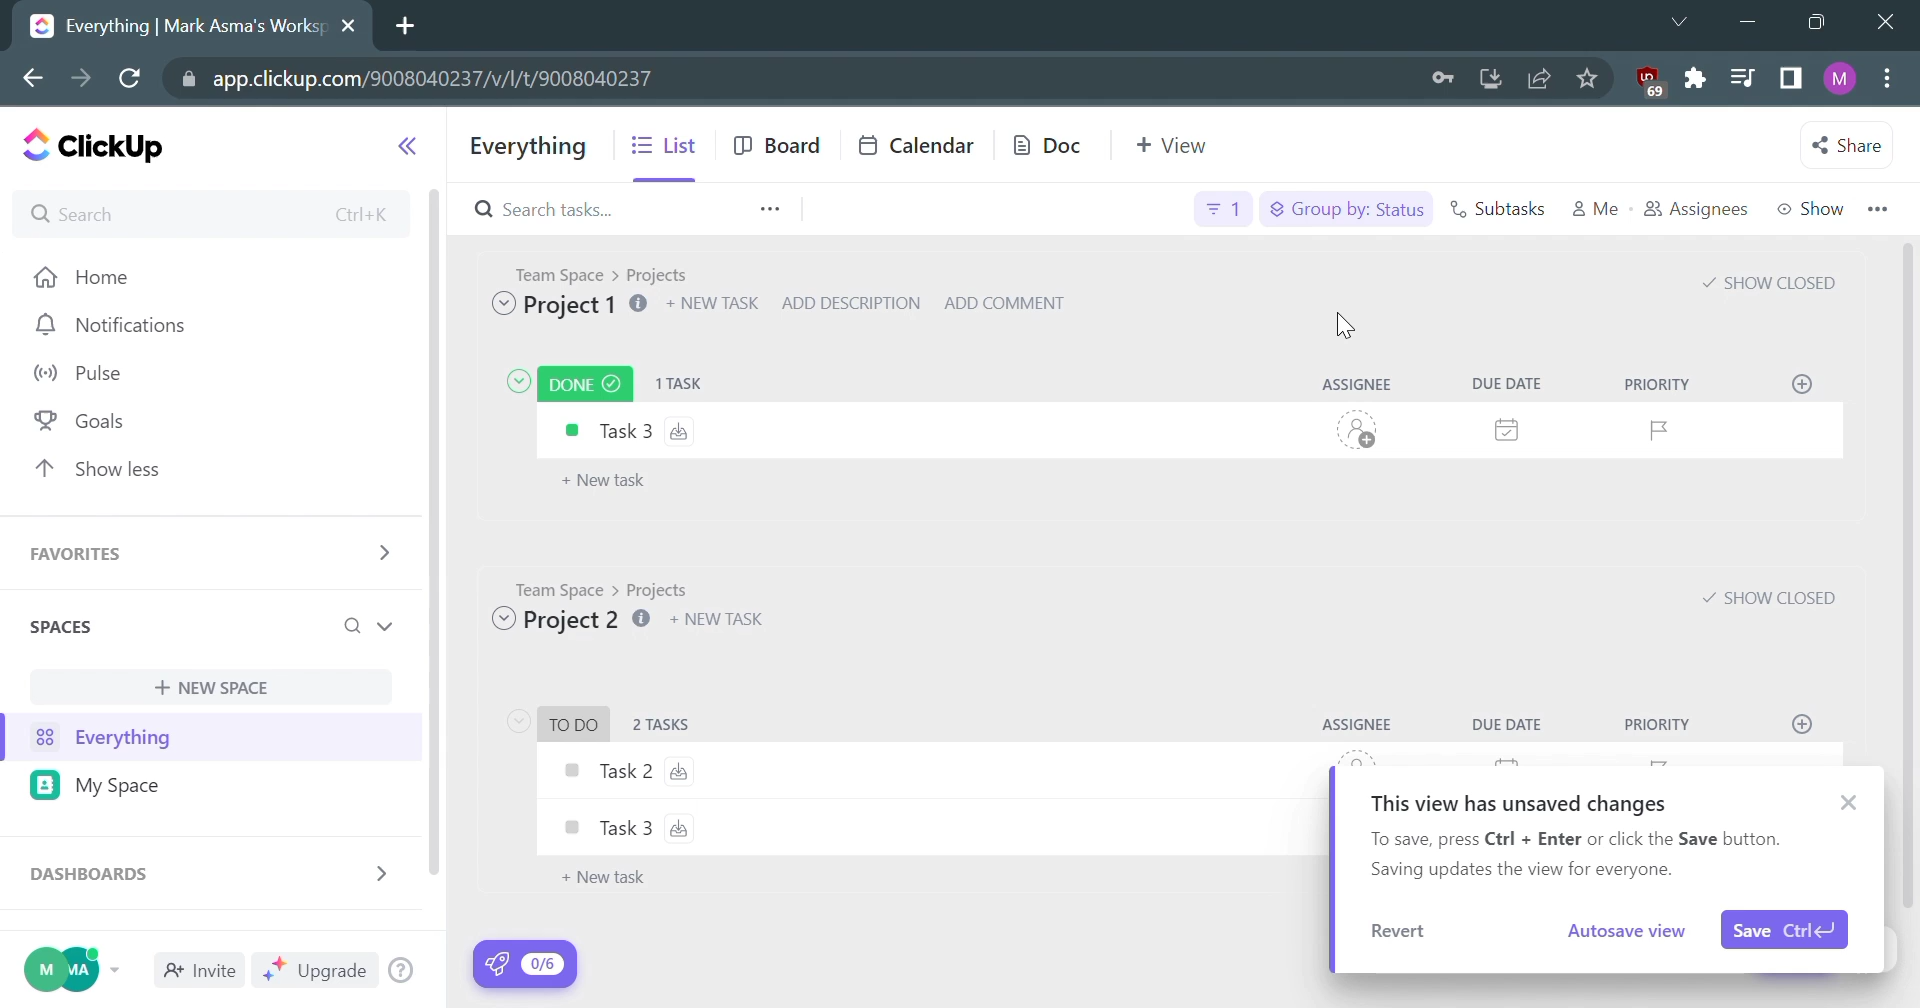 Everything | Mark Asma's Worksp
app.clickup.com/9008040237/v/l/t/9008040237
69
M
ClickUp
Everything
List
Board
Calendar
Doc
+ View
Share
Search Ctrl+K
Search tasks...
1
Group by: Status
Subtasks
Me
Assignees
Show
Home
Notifications
Pulse
Goals
Show less
FAVORITES
SPACES
+ NEW SPACE
Everything
My Space
DASHBOARDS
M MA
Invite
Upgrade
?
Team Space > Projects
SHOW CLOSED
Project 1 + NEW TASK ADD DESCRIPTION ADD COMMENT
DONE 1 TASK ASSIGNEE DUE DATE PRIORITY
Task 3
+ New task
Team Space > Projects
SHOW CLOSED
Project 2 + NEW TASK
TO DO 2 TASKS ASSIGNEE DUE DATE PRIORITY
Task 2
Task 3
+ New task
0/6
This view has unsaved changes
To save, press Ctrl + Enter or click the Save button.
Saving updates the view for everyone.
Revert Autosave view Save Ctrl